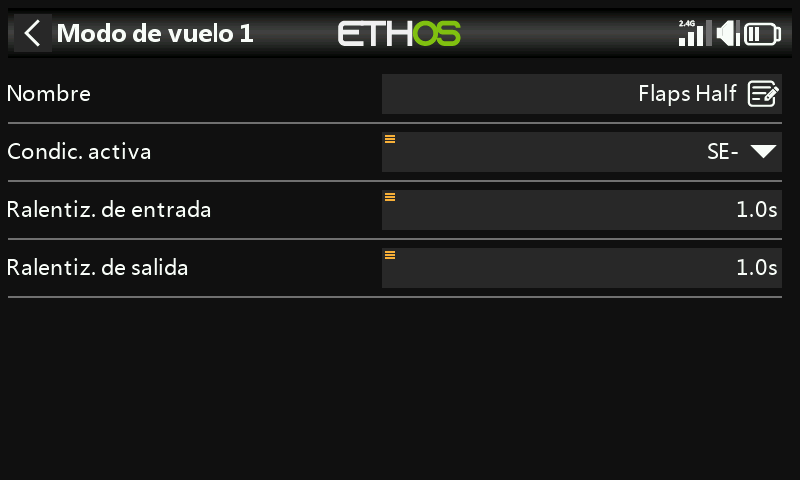 Modo de vuelo 1
ETHOS
2.4G
Nombre
Flaps Half
Condic. activa
SE-
Ralentiz. de entrada
1.0s
Ralentiz. de salida
1.0s